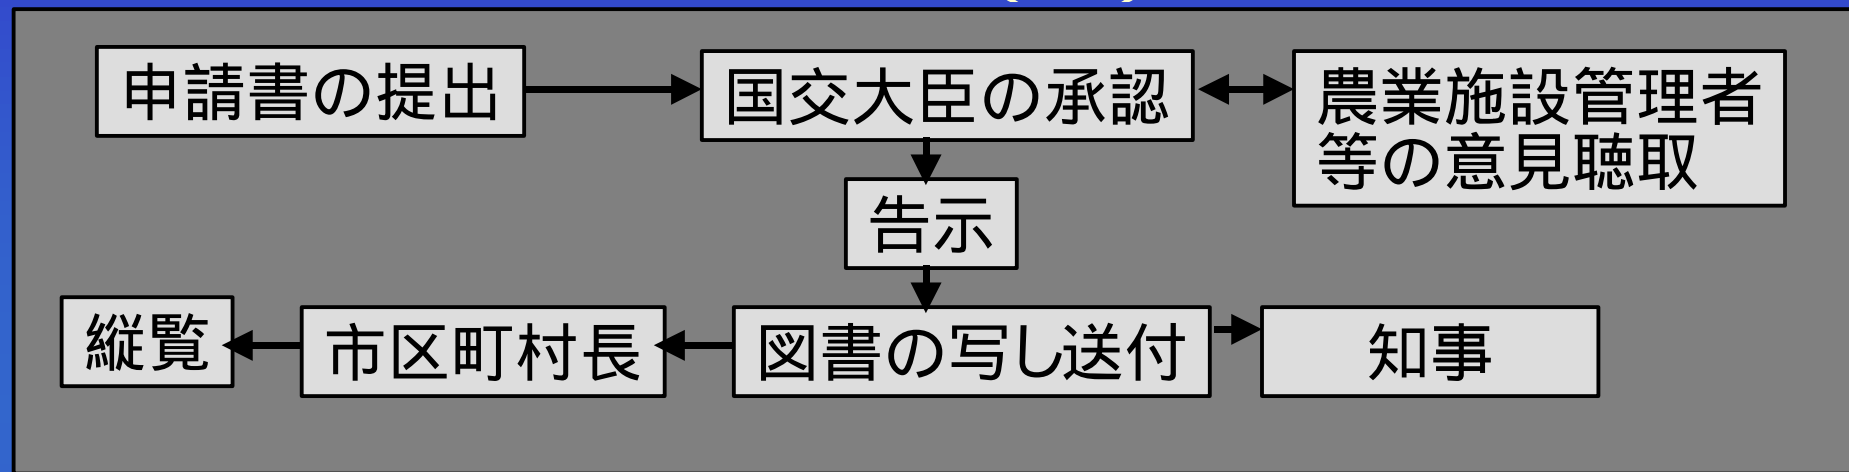 申請書の提出
国交大臣の承認
農業施設管理者
等の意見聴取
告示
縦覧
市区町村長
図書の写し送付
知事